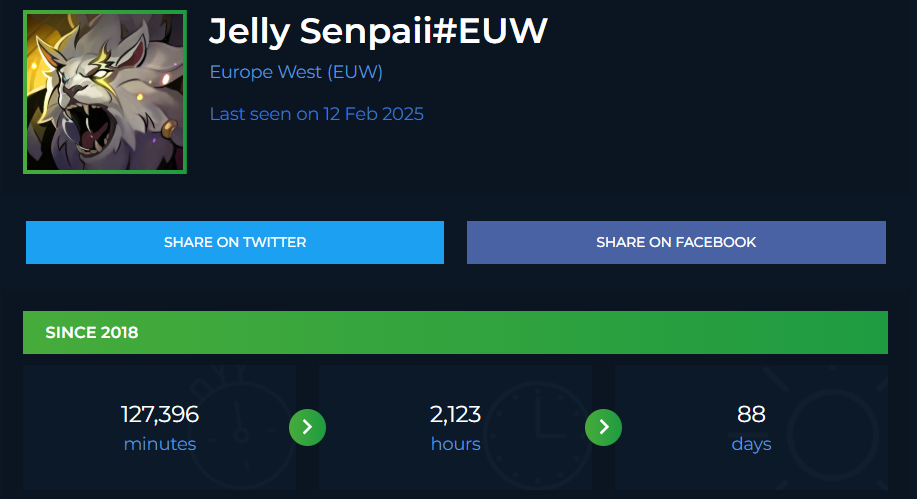 Jelly Senpaii#EUW
Europe West (EUW)
Last seen on 12 Feb 2025
SHARE ON TWITTER
SHARE ON FACEBOOK
SINCE 2018
127,396
minutes
2,123
hours
88
days